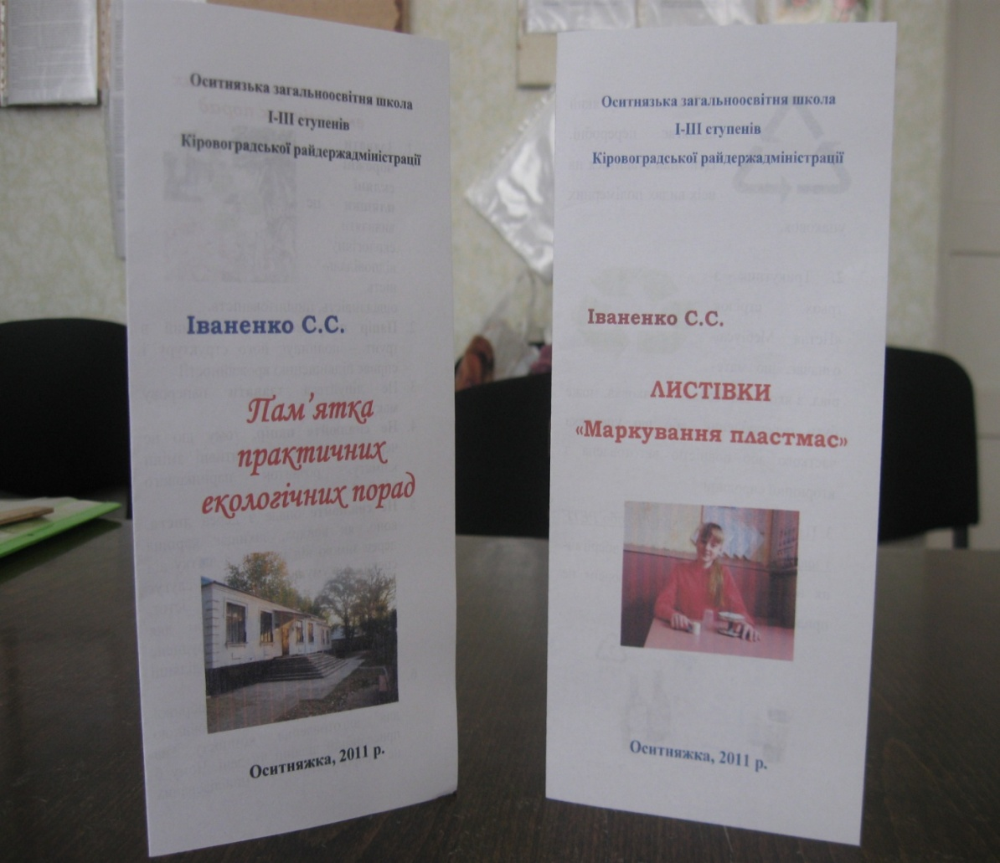 Оситнязька загальноосвітня школа
І-ІІІ ступенів
Кіровоградської райдержадміністрації
Іваненко С.С.
Пам’ятка
практичних
екологічних порад
Оситняжка, 2011 р.
Оситнязька загальноосвітня школа
І-ІІІ ступенів
Кіровоградської райдержадміністрації
Іваненко С.С.
ЛИСТІВКИ
«Маркування пластмас»
Оситняжка, 2011 р.